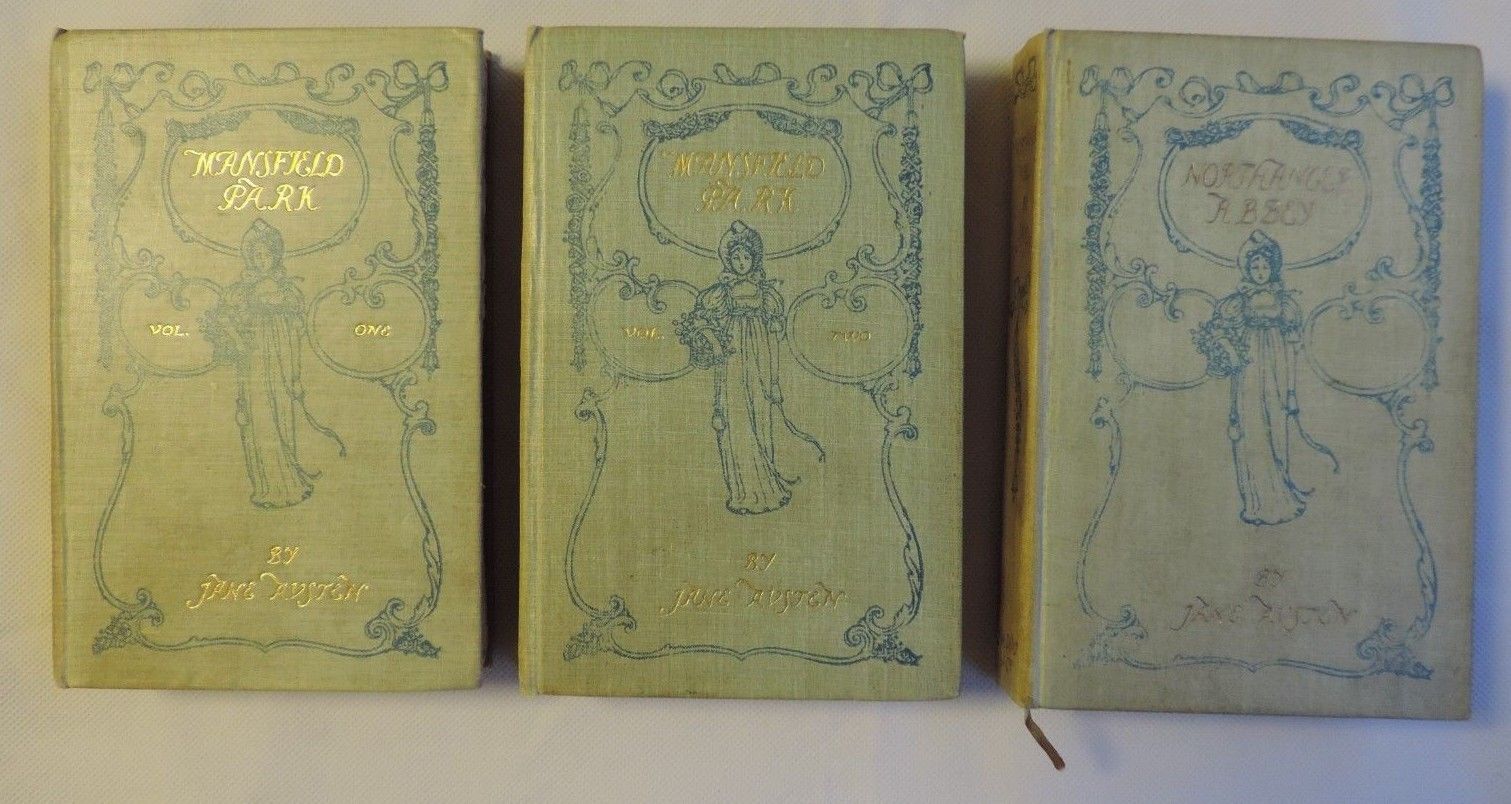 MANSFIELD
PARK
VOL. ONE
BY
JANE AUSTEN
MANSFIELD
PARK
VOL. TWO
BY
JANE AUSTEN
NORTHANGER
ABBEY
BY
JANE AUSTEN